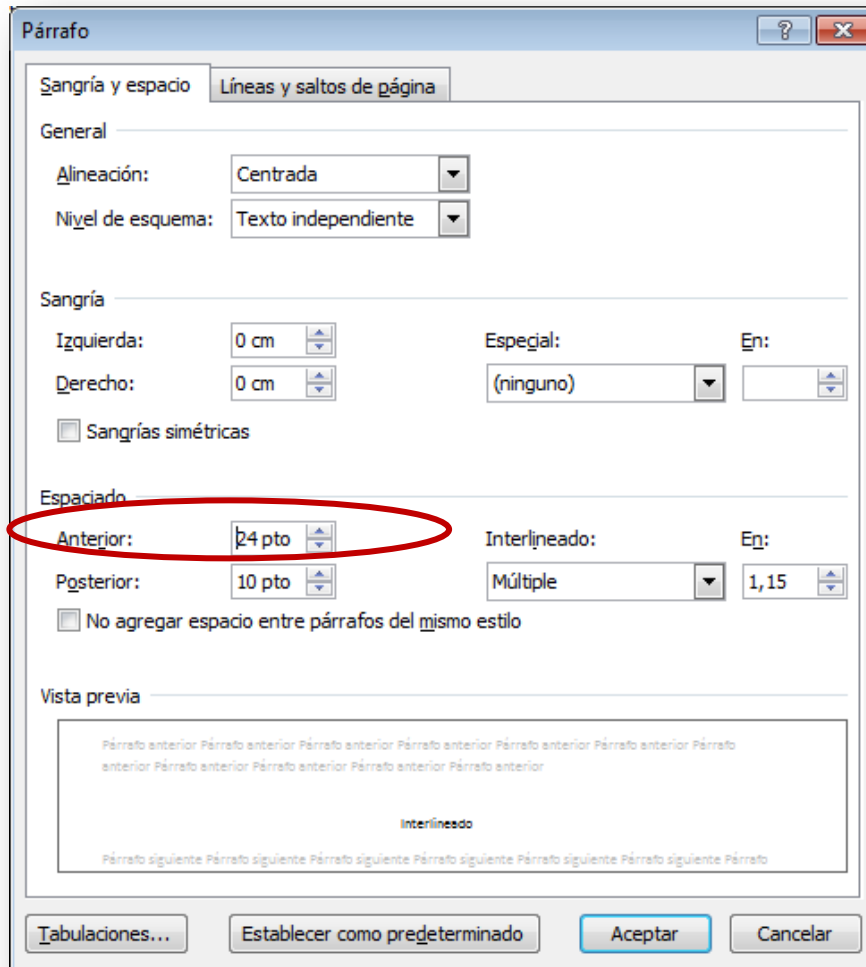 Párrafo
Sangría y espacio Líneas y saltos de página
General
Alineación: Centrada
Nivel de esquema: Texto independiente
Sangría
Izquierda: 0 cm Especial: En:
Derecho: 0 cm (ninguno)
Sangrías simétricas
Espaciado
Anterior: 24 pto Interlineado: En:
Posterior: 10 pto Múltiple 1,15
No agregar espacio entre párrafos del mismo estilo
Vista previa
Párrafo anterior Párrafo anterior Párrafo anterior Párrafo anterior Párrafo anterior Párrafo anterior Párrafo
anterior Párrafo anterior Párrafo anterior Párrafo anterior Párrafo anterior
Interlineado
Párrafo siguiente Párrafo siguiente Párrafo siguiente Párrafo siguiente Párrafo siguiente Párrafo siguiente Párrafo
Tabulaciones... Establecer como predeterminado Aceptar Cancelar